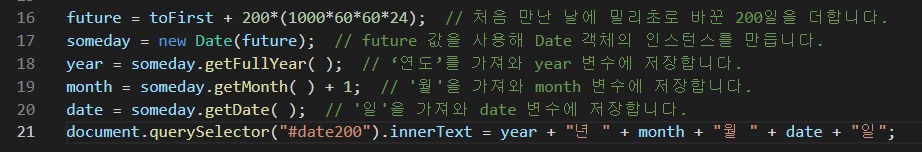 16 future = toFirst + 200*(1000*60*60*24);  // 처음 만난 날에 밀리초로 바꾼 200일을 더합니다.
17 someday = new Date(future);  // future 값을 사용해 Date 객체의 인스턴스를 만듭니다.
18 year = someday.getFullYear( );  // ‘연도’를 가져와 year 변수에 저장합니다.
19 month = someday.getMonth( ) + 1;  // '월'을 가져와 month 변수에 저장합니다.
20 date = someday.getDate( );  // '일'을 가져와 date 변수에 저장합니다.
21 document.querySelector("#date200").innerText = year + "년 " + month + "월 " + date + "일";